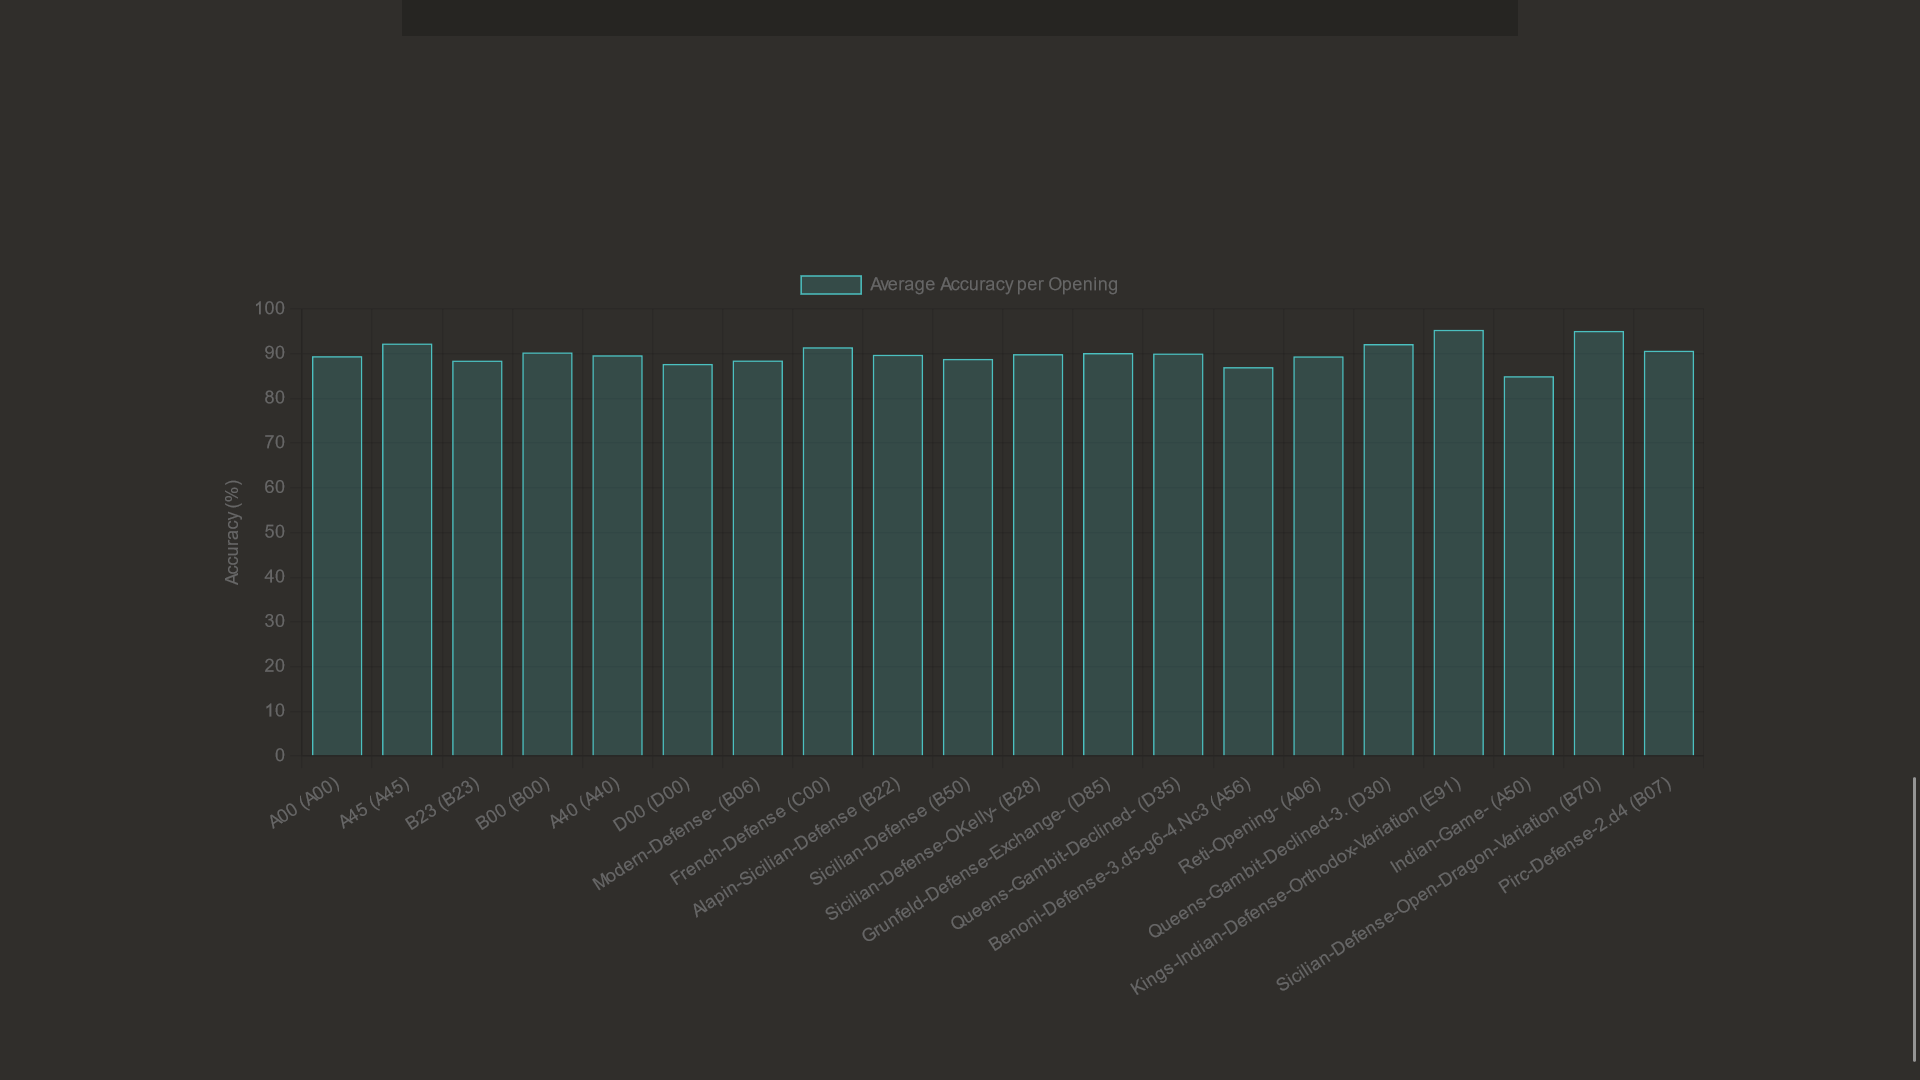 Average Accuracy per Opening
100
90
80
70
60
50
40
30
20
10
0
Accuracy (%)
A00 (A00)
A45 (A45)
B23 (B23)
B00 (B00)
A40 (A40)
D00 (D00)
Modern-Defense- (B06)
French-Defense (C00)
Alapin-Sicilian-Defense (B22)
Sicilian-Defense (B50)
Sicilian-Defense-OKelly- (B28)
Grunfeld-Defense-Exchange- (D85)
Queens-Gambit-Declined- (D35)
Benoni-Defense-3.d5-g6-4.Nc3 (A56)
Reti-Opening- (A06)
Queens-Gambit-Declined-3. (D30)
Kings-Indian-Defense-Orthodox-Variation (E91)
Indian-Game- (A50)
Sicilian-Defense-Open-Dragon-Variation (B70)
Pirc-Defense-2.d4 (B07)